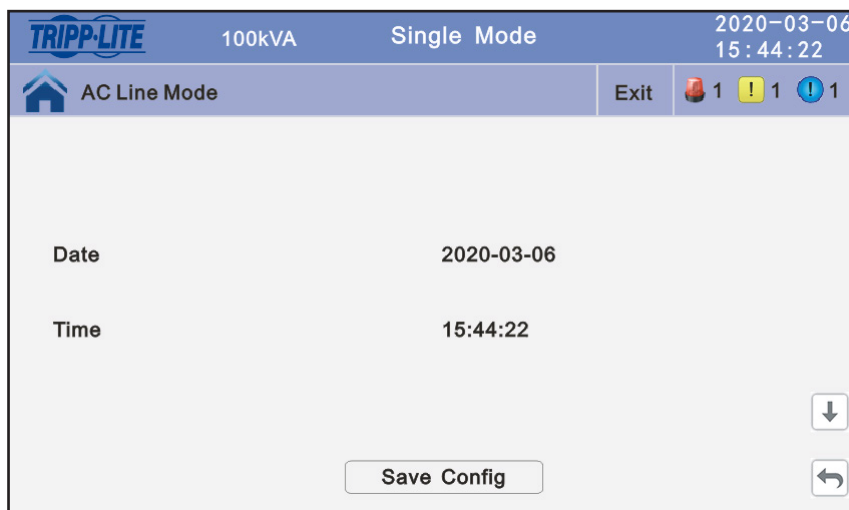 TRIPP·LITE 100kVA Single Mode 2020-03-06
15:44:22
AC Line Mode Exit 1 ! 1 ! 1
Date 2020-03-06
Time 15:44:22
Save Config